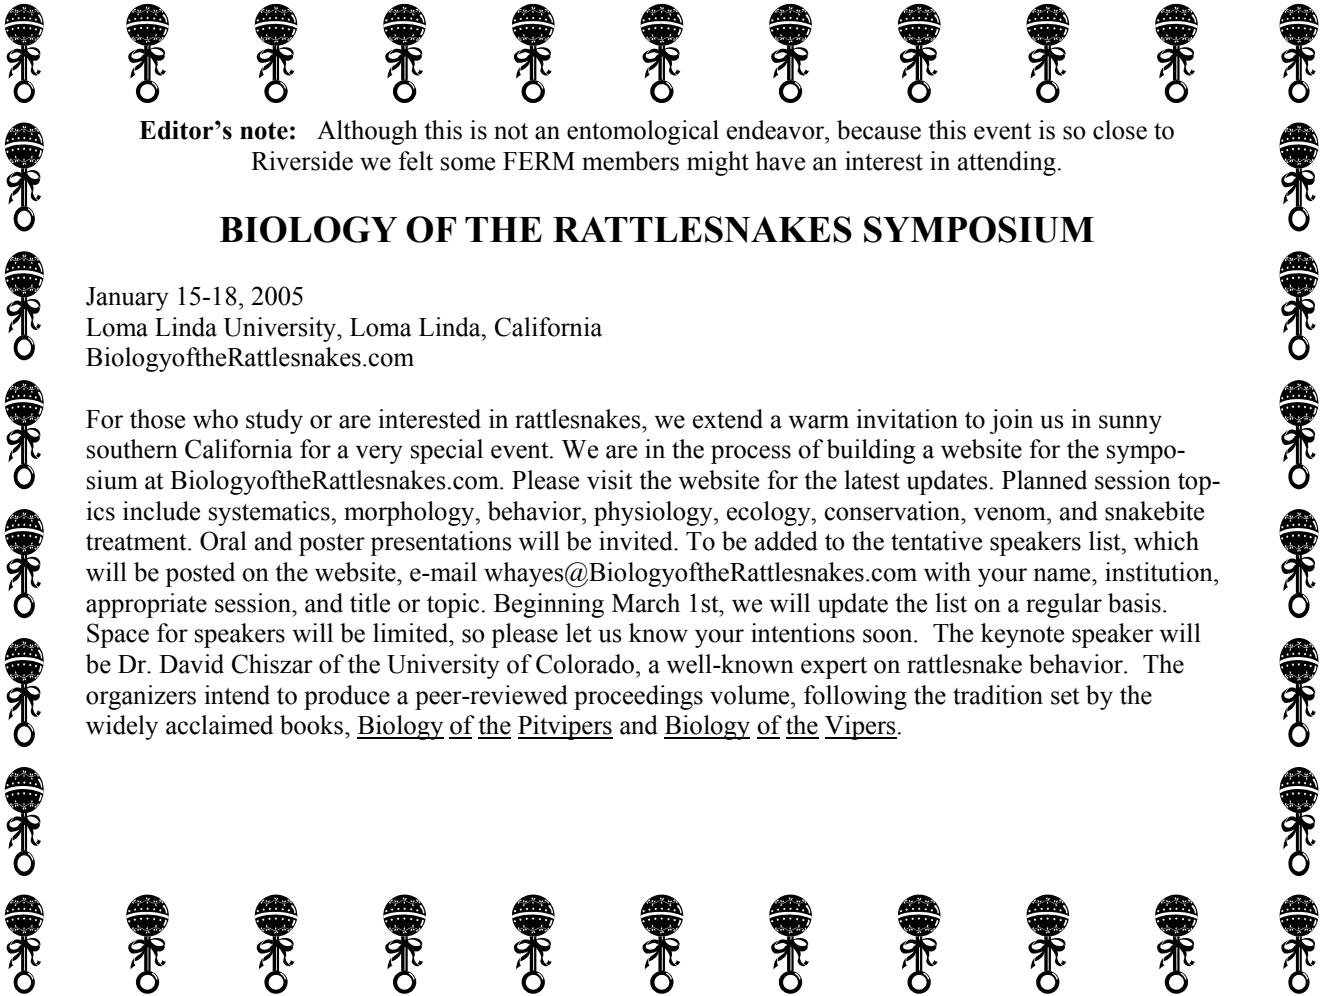 Editor's note:   Although this is not an entomological endeavor, because this event is so close to
Riverside we felt some FERM members might have an interest in attending.
BIOLOGY OF THE RATTLESNAKES SYMPOSIUM
January 15-18, 2005
Loma Linda University, Loma Linda, California
BiologyoftheRattlesnakes.com
For those who study or are interested in rattlesnakes, we extend a warm invitation to join us in sunny
southern California for a very special event. We are in the process of building a website for the sympo-
sium at BiologyoftheRattlesnakes.com. Please visit the website for the latest updates. Planned session top-
ics include systematics, morphology, behavior, physiology, ecology, conservation, venom, and snakebite
treatment. Oral and poster presentations will be invited. To be added to the tentative speakers list, which
will be posted on the website, e-mail whayes@BiologyoftheRattlesnakes.com with your name, institution,
appropriate session, and title or topic. Beginning March 1st, we will update the list on a regular basis.
Space for speakers will be limited, so please let us know your intentions soon.  The keynote speaker will
be Dr. David Chiszar of the University of Colorado, a well-known expert on rattlesnake behavior.  The
organizers intend to produce a peer-reviewed proceedings volume, following the tradition set by the
widely acclaimed books, Biology of the Pitvipers and Biology of the Vipers.